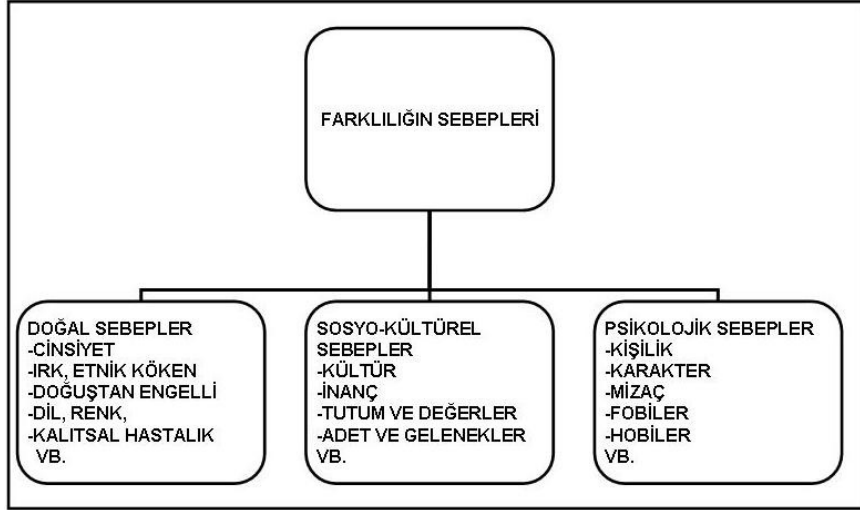 FARKLILIĞIN SEBEPLERİ
DOĞAL SEBEPLER
-CİNSİYET
-IRK, ETNİK KÖKEN
-DOĞUŞTAN ENGELLİ
-DİL, RENK,
-KALITSAL HASTALIK
VB.
SOSYO-KÜLTÜREL
SEBEPLER
-KÜLTÜR
-İNANÇ
-TUTUM VE DEĞERLER
-ADET VE GELENEKLER
VB.
PSİKOLOJİK SEBEPLER
-KİŞİLİK
-KARAKTER
-MİZAÇ
-FOBİLER
-HOBİLER
VB.